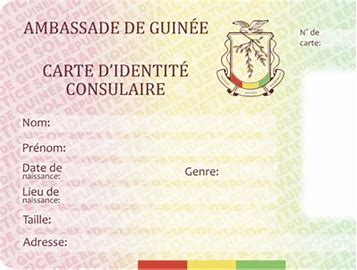 AMBASSADE DE GUINÉE
N° de
carte:
CARTE D'IDENTITÉ
CONSULAIRE
Nom:
Prénom:
Date de
naissance:
Genre:
Lieu de
naissance:
Taille:
Adresse: